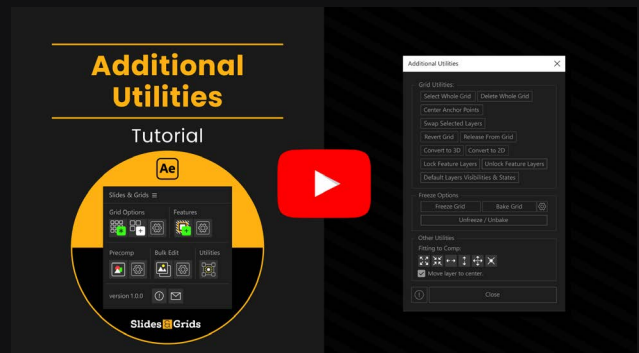 Additional
Utilities
Tutorial
Ae
Slides & Grids
Grid Options
Features
Precomp
Bulk Edit
Utilities
version 1.0.0
Slides Grids
Additional Utilities
Grid Utilities:
Select Whole Grid
Delete Whole Grid
Center Anchor Points
Swap Selected Layers
Revert Grid
Release From Grid
Convert to 3D
Convert to 2D
Lock Feature Layers
Unlock Feature Layers
Default Layers Visibilities & States
Freeze Options
Freeze Grid
Bake Grid
Unfreeze / Unbake
Other Utilities
Fitting to Comp:
Move layer to center.
Close